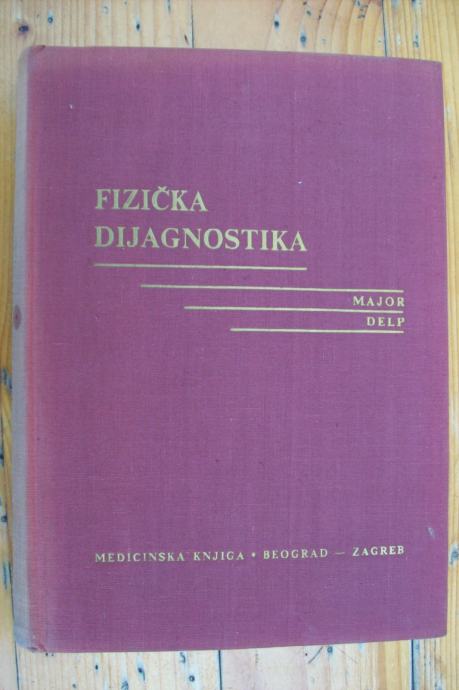 FIZIČKA
DIJAGNOSTIKA
MAJOR
DELP
MEDICINSKA KNJIGA • BEOGRAD — ZAGREB